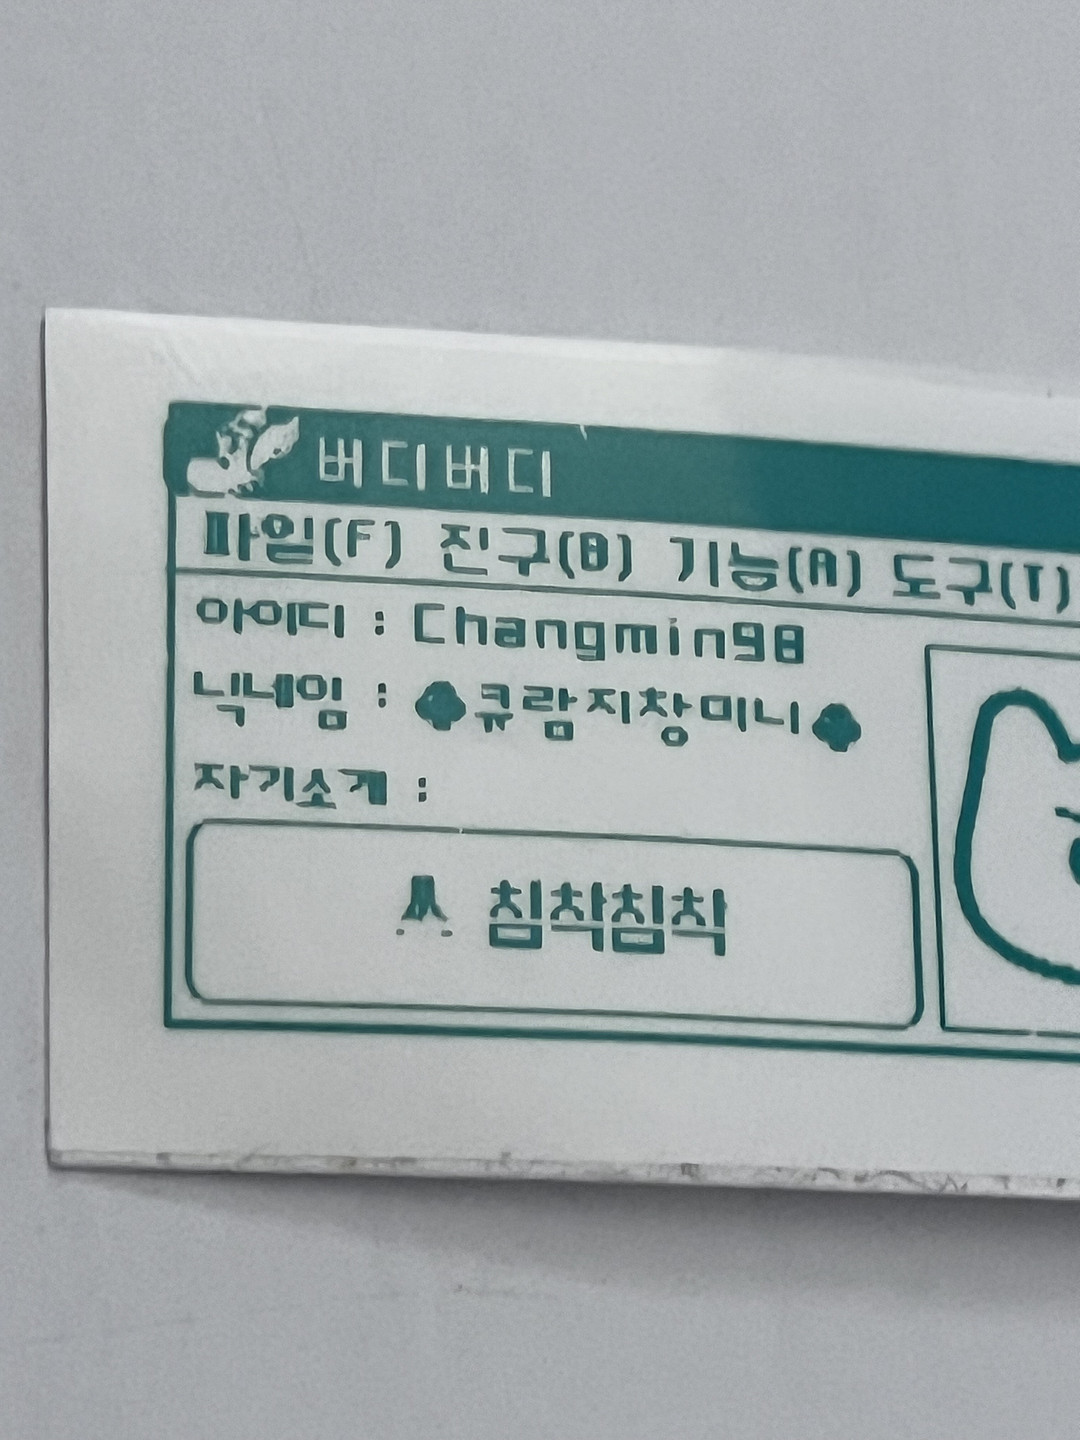 버디버디
파일(F) 친구(B) 기능(A) 도구(T)
아이디 : Changmin98
닉네임 : ♣큐람지창미니♣
자기소개 :
침착침착